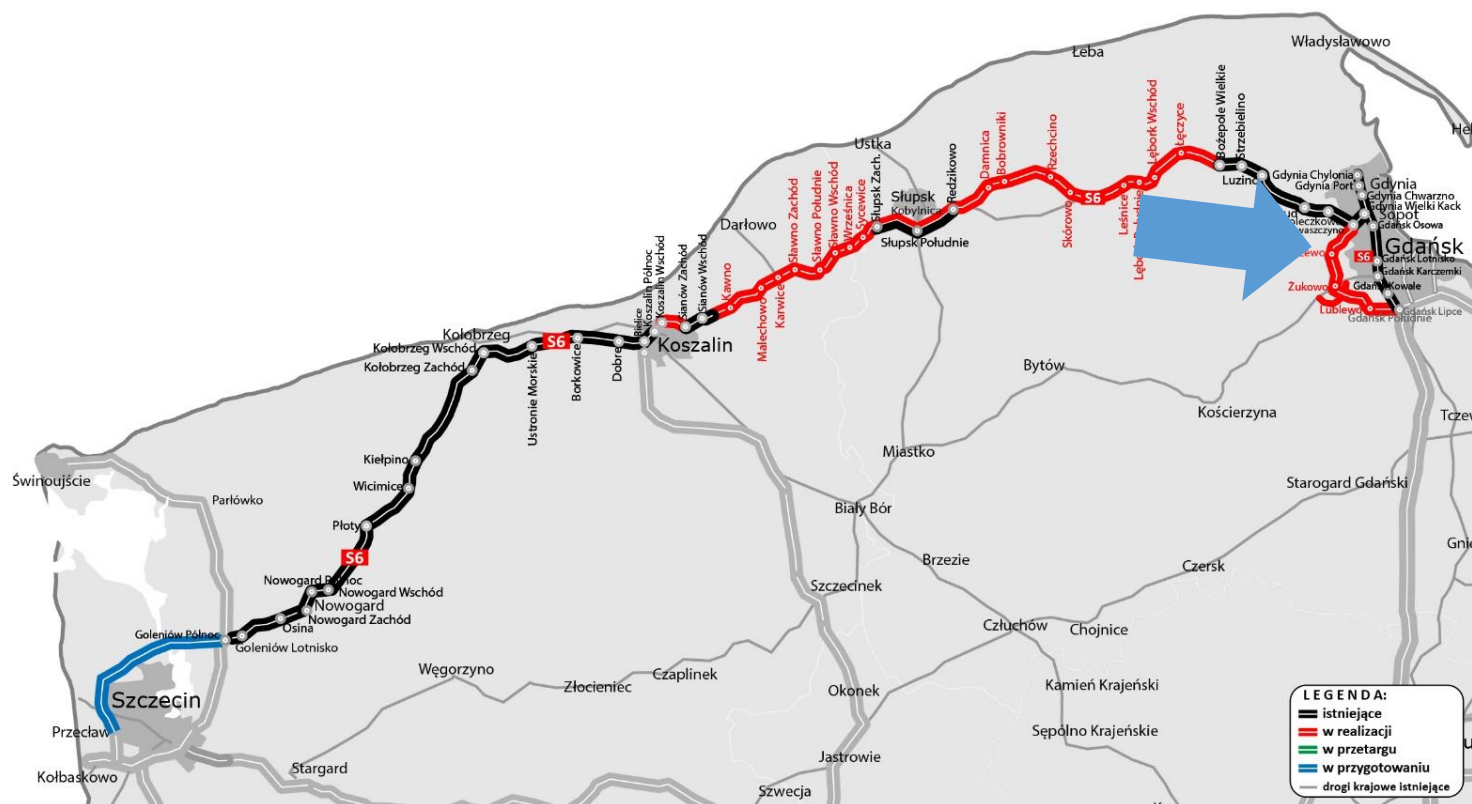 Władysławowo
Łeba
Hel
Ustka
Darłowo
Słupsk
Kobylnica
Kołobrzeg
Koszalin
Gdynia
Sopot
Gdańsk
Bożepole Wielkie
Strzebielino
Luzino
Łęczyce
Lębork Wschód
Leśnice
Skórowo
Rzechcino
Bobrowniki
Damnica
Redzikowo
Słupsk Południe
Słupsk Zach.
Sycewice
Wrześnica
Sławno Wschód
Sławno Południe
Sławno Zachód
Karwice
Malechowo
Kawno
Sianów Wschód
Sianów Zachód
Koszalin Wschód
Koszalin Północ
Bielice
Dobre
Borkowice
Ustronie Morskie
Kołobrzeg Wschód
Kołobrzeg Zachód
Kiełpino
Wicimice
Płoty
Nowogard Północ
Nowogard Wschód
Nowogard
Nowogard Zachód
Osina
Goleniów Lotnisko
Goleniów Północ
Gdynia Chylonia
Gdynia Port
Gdynia Chwarzno
Gdynia Wielki Kack
Gdańsk Osowa
Gdańsk Lotnisko
Gdańsk Karczemki
Gdańsk Kowale
Gdańsk Lipce
Gdańsk Południe
Żukowo
Lublewo
S6
S6
S6
S6
Świnoujście
Parłówko
Szczecin
Przecław
Kołbaskowo
Stargard
Węgorzyno
Złocieniec
Czaplinek
Szczecinek
Biały Bór
Miastko
Bytów
Kościerzyna
Starogard Gdański
Brzezie
Czersk
Człuchów
Chojnice
Okonek
Kamień Krajeński
Sępólno Krajeńskie
Jastrowie
Szwecja
LEGENDA:
istniejące
w realizacji
w przetargu
w przygotowaniu
drogi krajowe istniejące